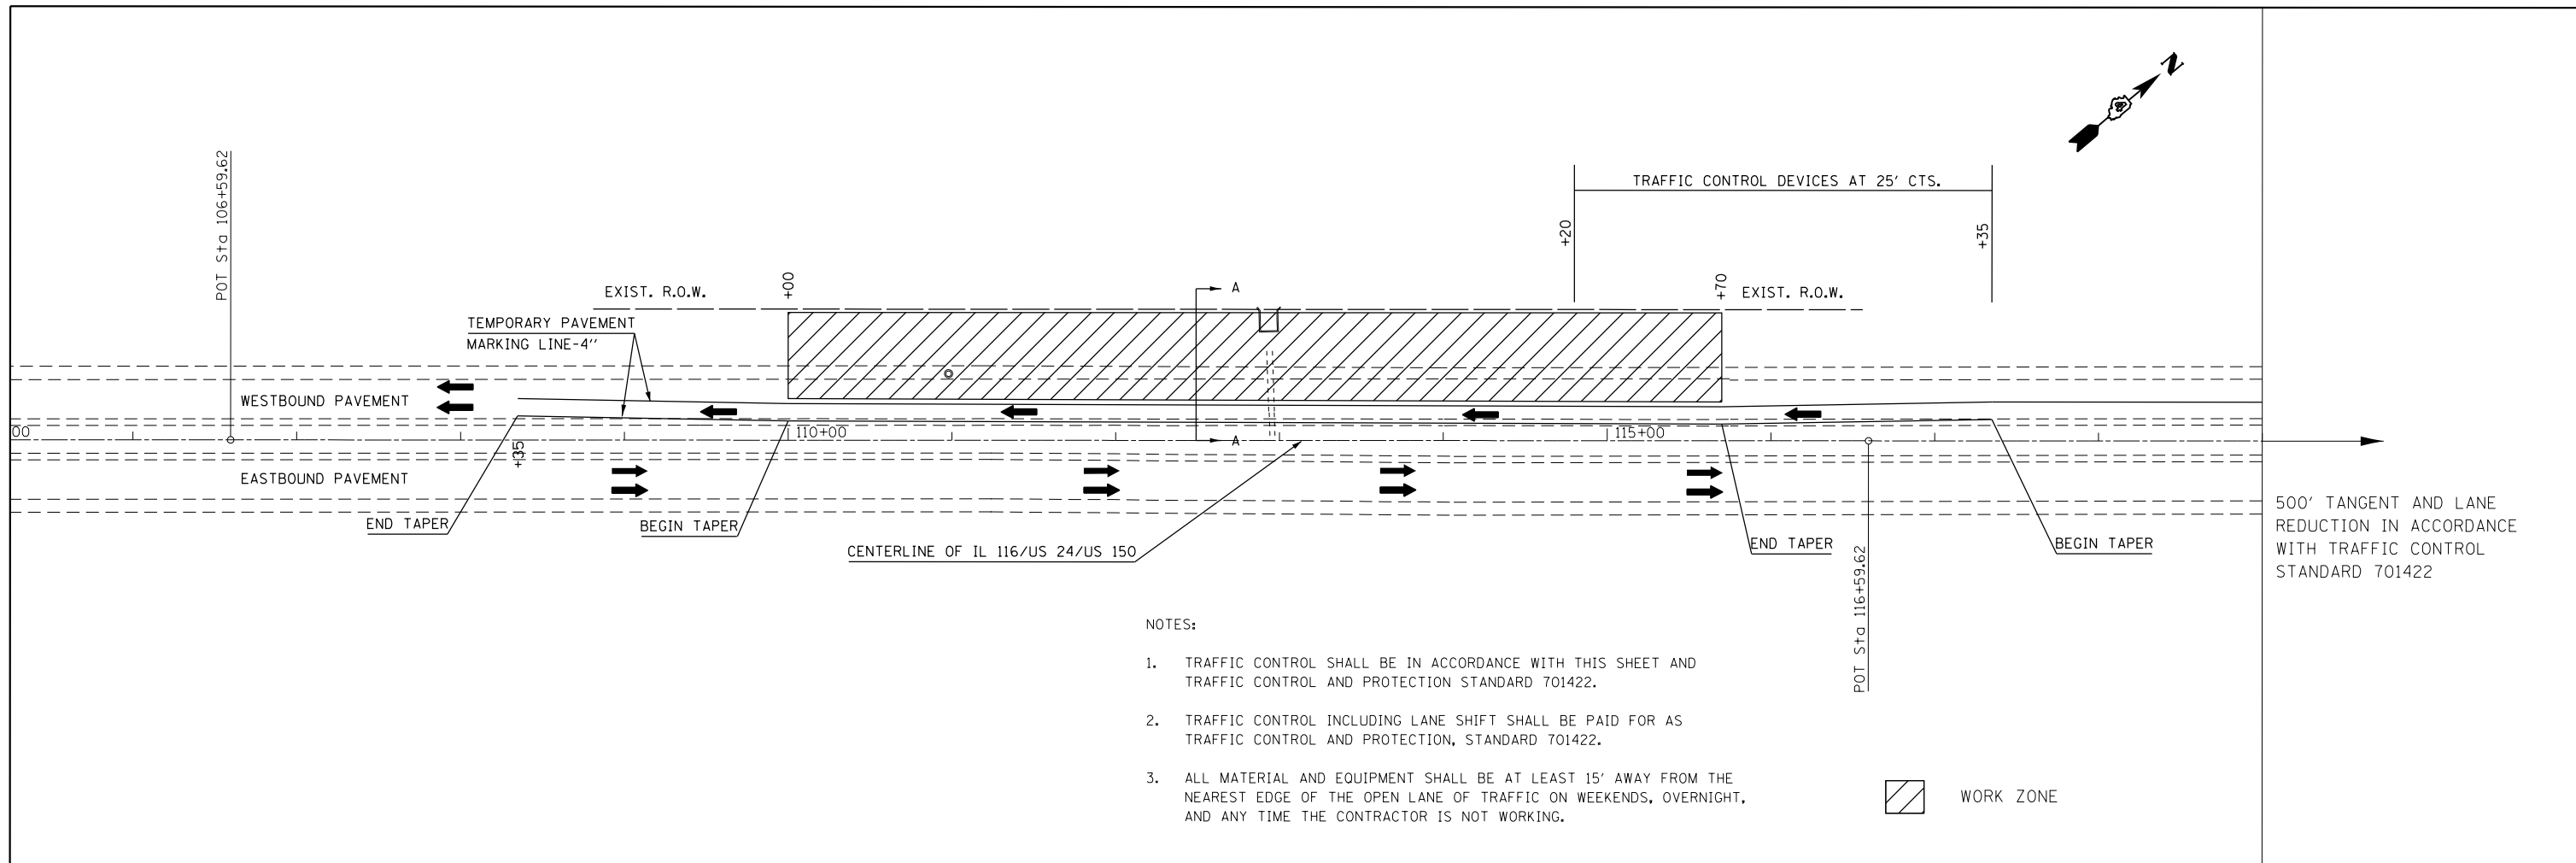 N
POT Sta 106+59.62
TRAFFIC CONTROL DEVICES AT 25' CTS.
+20
+35
EXIST. R.O.W.
+00
A
+70
EXIST. R.O.W.
TEMPORARY PAVEMENT
MARKING LINE-4''
WESTBOUND PAVEMENT
00
+35
110+00
A
115+00
EASTBOUND PAVEMENT
END TAPER
BEGIN TAPER
CENTERLINE OF IL 116/US 24/US 150
END TAPER
BEGIN TAPER
POT Sta 116+59.62
500' TANGENT AND LANE
REDUCTION IN ACCORDANCE
WITH TRAFFIC CONTROL
STANDARD 701422
NOTES:
1. TRAFFIC CONTROL SHALL BE IN ACCORDANCE WITH THIS SHEET AND
TRAFFIC CONTROL AND PROTECTION STANDARD 701422.
2. TRAFFIC CONTROL INCLUDING LANE SHIFT SHALL BE PAID FOR AS
TRAFFIC CONTROL AND PROTECTION, STANDARD 701422.
3. ALL MATERIAL AND EQUIPMENT SHALL BE AT LEAST 15' AWAY FROM THE
NEAREST EDGE OF THE OPEN LANE OF TRAFFIC ON WEEKENDS, OVERNIGHT,
AND ANY TIME THE CONTRACTOR IS NOT WORKING.
WORK ZONE